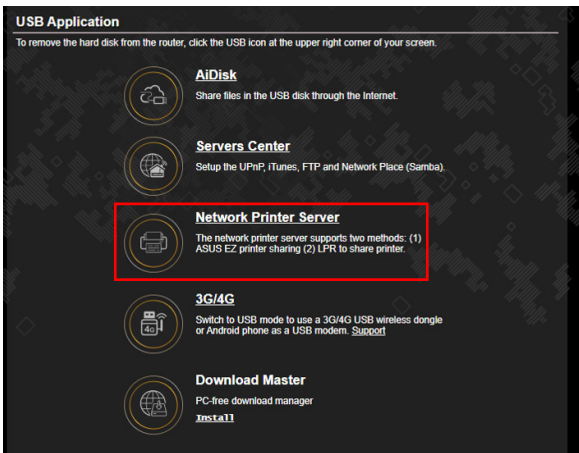 USB Application
To remove the hard disk from the router, click the USB icon at the upper right corner of your screen.
AiDisk
Share files in the USB disk through the Internet.
Servers Center
Setup the UPnP, iTunes, FTP and Network Place (Samba).
Network Printer Server
The network printer server supports two methods: (1)
ASUS EZ printer sharing (2) LPR to share printer.
3G/4G
4G
Switch to USB mode to use a 3G/4G USB wireless dongle
or Android phone as a USB modem. Support
Download Master
PC-free download manager
Install